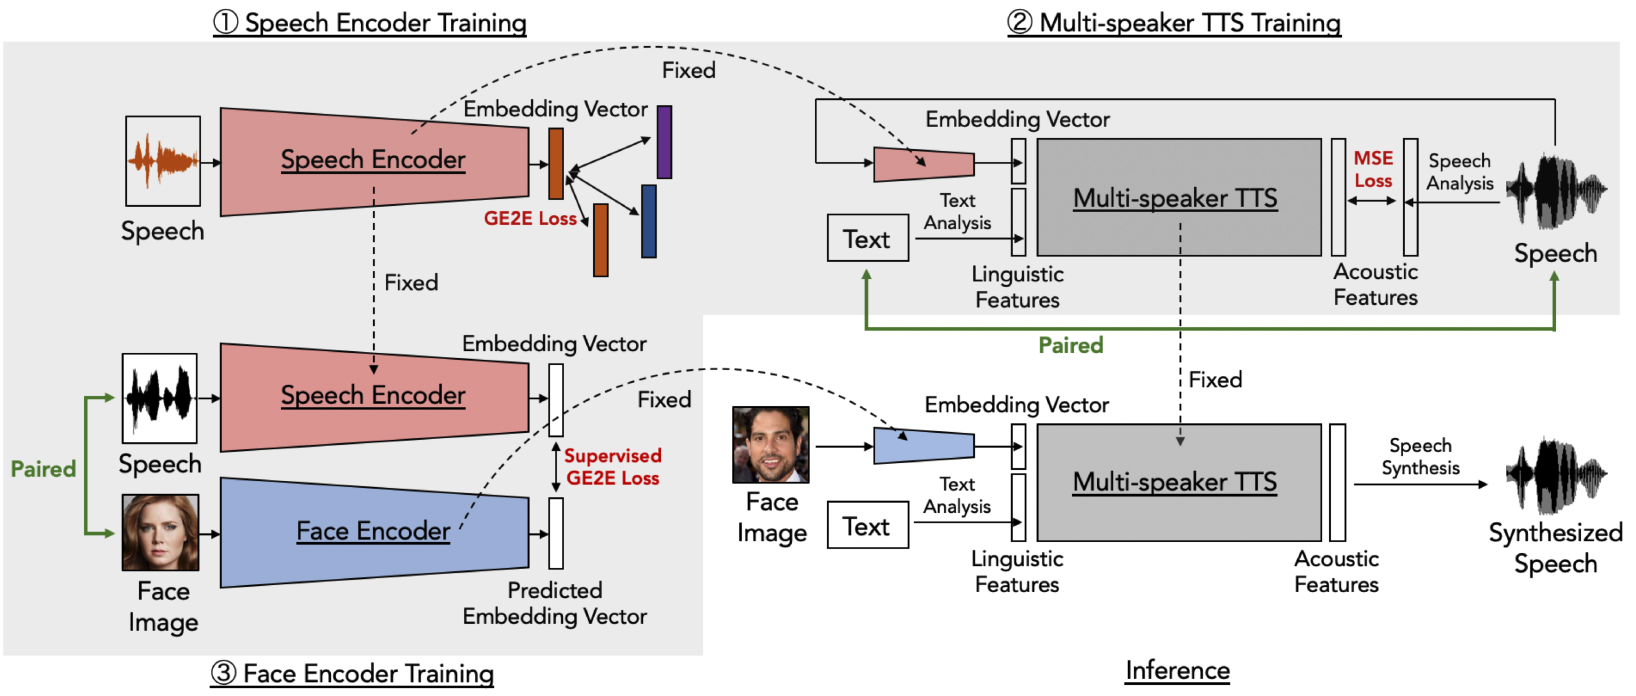 ① Speech Encoder Training
② Multi-speaker TTS Training
Fixed
Embedding Vector
Speech Encoder
GE2E Loss
Speech
Fixed
Embedding Vector
Text
Analysis
Text
Multi-speaker TTS
MSE
Loss
Speech
Analysis
Speech
Linguistic
Features
Acoustic
Features
Paired
Fixed
Embedding Vector
Speech Encoder
Speech
Paired
Supervised
GE2E Loss
Fixed
Face Encoder
Face
Image
Predicted
Embedding Vector
③ Face Encoder Training
Embedding Vector
Face
Image
Text
Analysis
Text
Multi-speaker TTS
Speech
Synthesis
Linguistic
Features
Acoustic
Features
Synthesized
Speech
Inference